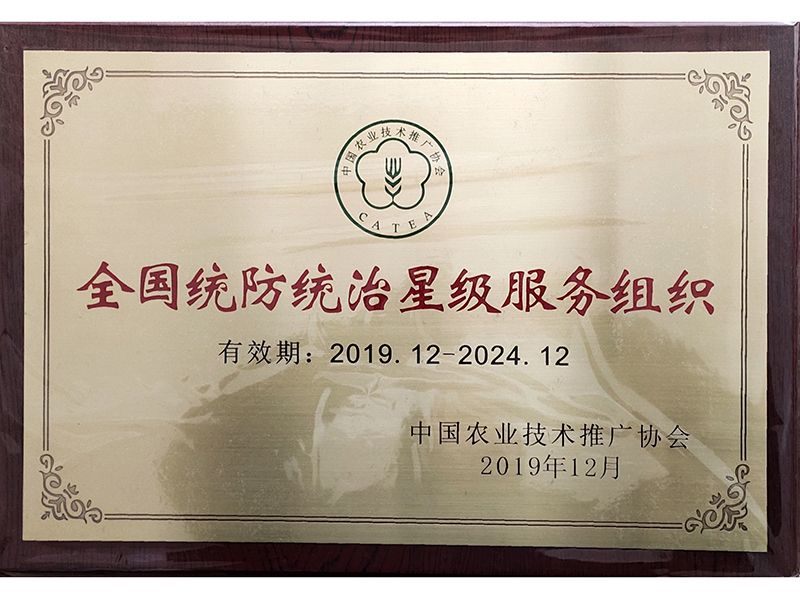 中国农业技术推广协会
CATEA
全国统防统治星级服务组织
有效期：2019.12-2024.12
中国农业技术推广协会
2019年12月